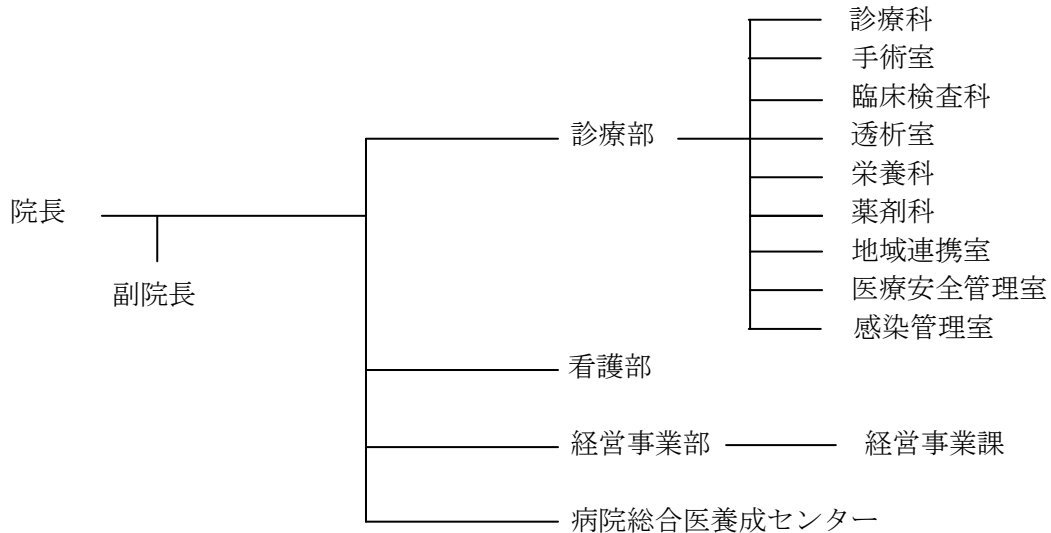 院長
副院長
診療部
診療科
手術室
臨床検査科
透析室
栄養科
薬剤科
地域連携室
医療安全管理室
感染管理室
看護部
経営事業部
経営事業課
病院総合医養成センター